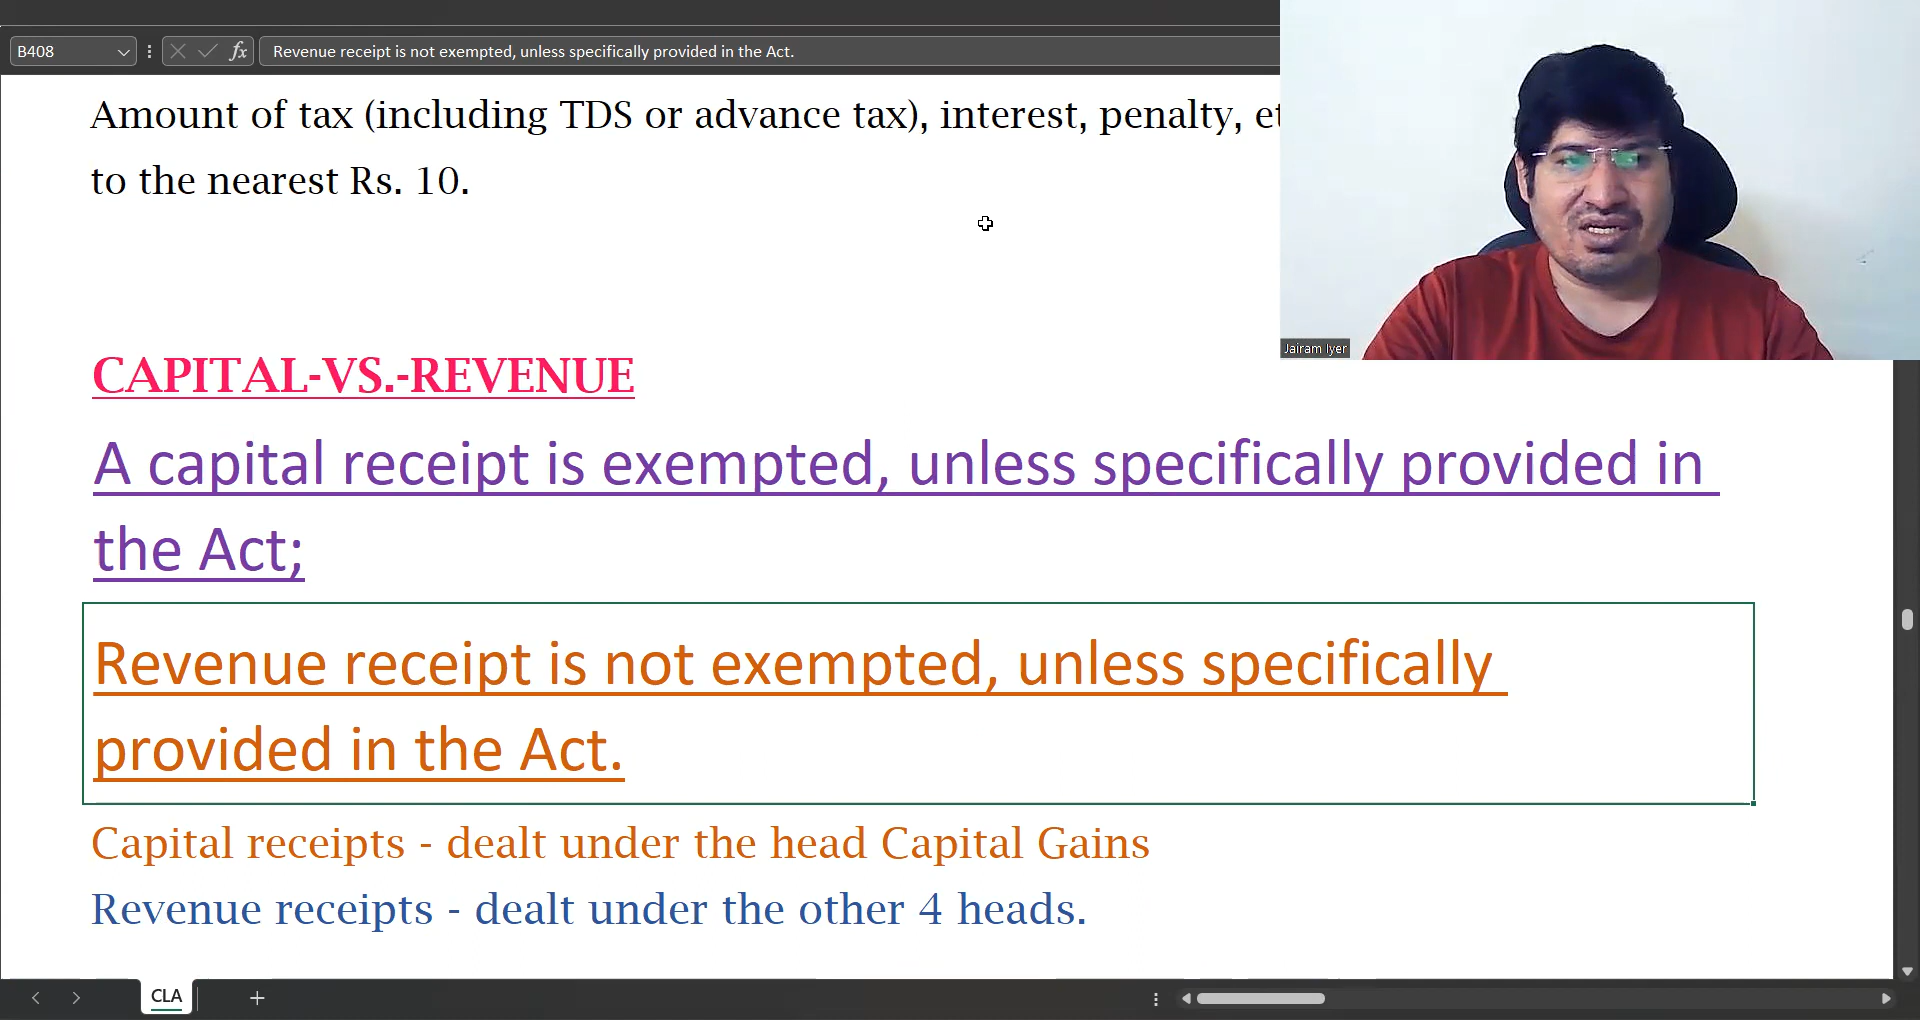 B408
fx
Revenue receipt is not exempted, unless specifically provided in the Act.
Amount of tax (including TDS or advance tax), interest, penalty,
to the nearest Rs. 10.
Jairam Iyer
CAPITAL-VS.-REVENUE
A capital receipt is exempted, unless specifically provided in
the Act;
Revenue receipt is not exempted, unless specifically
provided in the Act.
Capital receipts - dealt under the head Capital Gains
Revenue receipts - dealt under the other 4 heads.
CLA